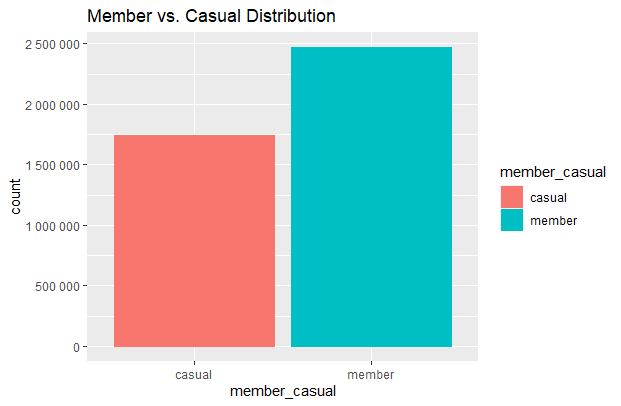 Member vs. Casual Distribution
2 500 000
2 000 000
1 500 000
1 000 000
500 000
0
count
casual
member
member_casual
member_casual
casual
member